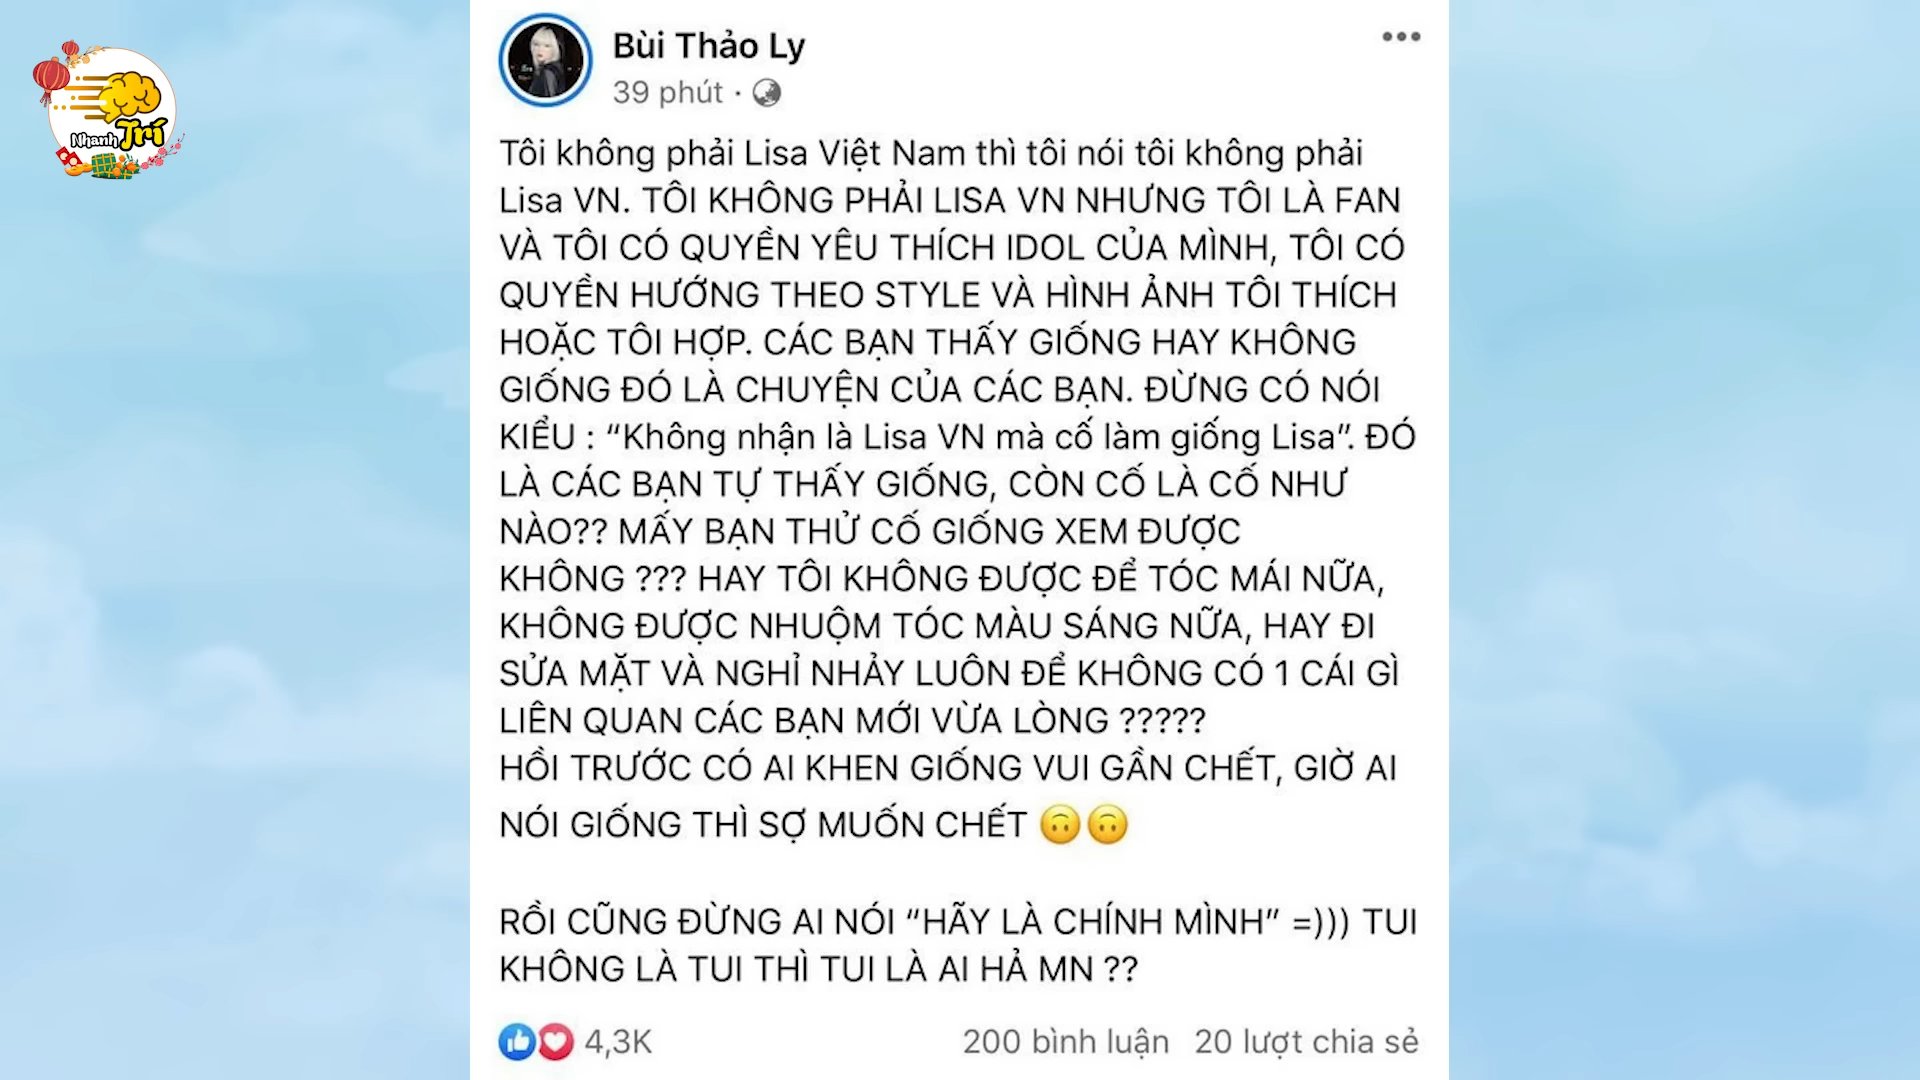 Nhanh Trí
Bùi Thảo Ly
39 phút ·
Tôi không phải Lisa Việt Nam thì tôi nói tôi không phải
Lisa VN. TÔI KHÔNG PHẢI LISA VN NHƯNG TÔI LÀ FAN
VÀ TÔI CÓ QUYỀN YÊU THÍCH IDOL CỦA MÌNH, TÔI CÓ
QUYỀN HƯỚNG THEO STYLE VÀ HÌNH ẢNH TÔI THÍCH
HOẶC TÔI HỢP. CÁC BẠN THẤY GIỐNG HAY KHÔNG
GIỐNG ĐÓ LÀ CHUYỆN CỦA CÁC BẠN. ĐỪNG CÓ NÓI
KIỂU : “Không nhận là Lisa VN mà cố làm giống Lisa”. ĐÓ
LÀ CÁC BẠN TỰ THẤY GIỐNG, CÒN CỐ LÀ CỐ NHƯ
NÀO?? MẤY BẠN THỬ CỐ GIỐNG XEM ĐƯỢC
KHÔNG ??? HAY TÔI KHÔNG ĐƯỢC ĐỂ TÓC MÁI NỮA,
KHÔNG ĐƯỢC NHUỘM TÓC MÀU SÁNG NỮA, HAY ĐI
SỬA MẶT VÀ NGHỈ NHẢY LUÔN ĐỂ KHÔNG CÓ 1 CÁI GÌ
LIÊN QUAN CÁC BẠN MỚI VỪA LÒNG ?????
HỒI TRƯỚC CÓ AI KHEN GIỐNG VUI GẦN CHẾT, GIỜ AI
NÓI GIỐNG THÌ SỢ MUỐN CHẾT 🙃🙃
RỒI CŨNG ĐỪNG AI NÓI “HÃY LÀ CHÍNH MÌNH” =))) TUI
KHÔNG LÀ TUI THÌ TUI LÀ AI HẢ MN ??
4,3K 200 bình luận 20 lượt chia sẻ